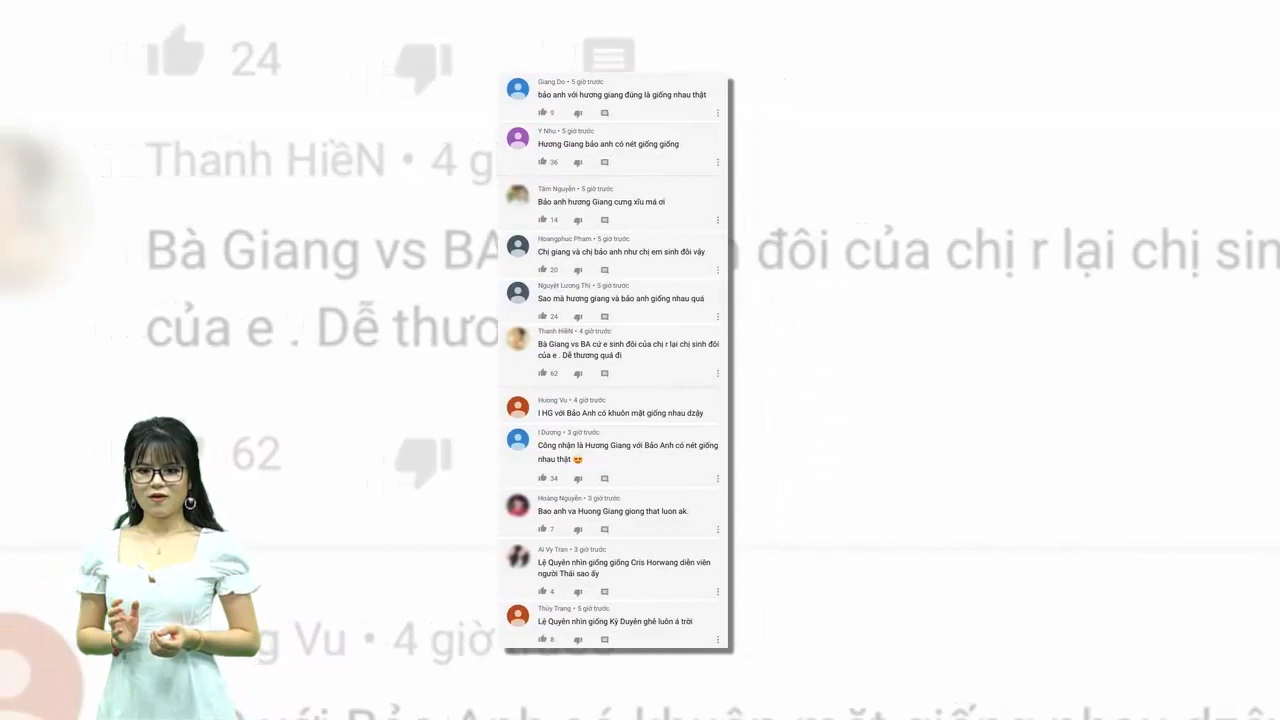 24
Thanh HiềN • 4 g
Bà Giang vs BA
đôi của chị r lại chị sin
của e . Dễ thươ
62
g Vu • 4 giờ
Giang Do • 5 giờ trước
bảo anh với hương giang đúng là giống nhau thật
9
Y Nhụ • 5 giờ trước
Hương Giang bảo anh có nét giống giống
36
Tâm Nguyễn • 5 giờ trước
Bảo anh hương Giang cưng xĩu má ơi
14
Hoangphuc Pham • 5 giờ trước
Chị giang và chị bảo anh như chị em sinh đôi vậy
20
Nguyệt Lương Thị • 5 giờ trước
Sao mà hương giang và bảo anh giống nhau quá
24
Thanh HiềN • 4 giờ trước
Bà Giang vs BA cứ e sinh đôi của chị r lại chị sinh đôi
của e . Dễ thương quá đi
62
Huong Vu • 4 giờ trước
I HG với Bảo Anh có khuôn mặt giống nhau dzậy
I Dương • 3 giờ trước
Công nhận là Hương Giang với Bảo Anh có nét giống
nhau thật 😍
34
Hoàng Nguyễn • 3 giờ trước
Bao anh va Huong Giang giong that luon ak.
7
Ai Vy Tran • 3 giờ trước
Lệ Quyên nhìn giống giống Cris Horwang diễn viên
người Thái sao ấy
4
Thùy Trang • 5 giờ trước
Lệ Quyên nhìn giống Kỳ Duyên ghê luôn á trời
8